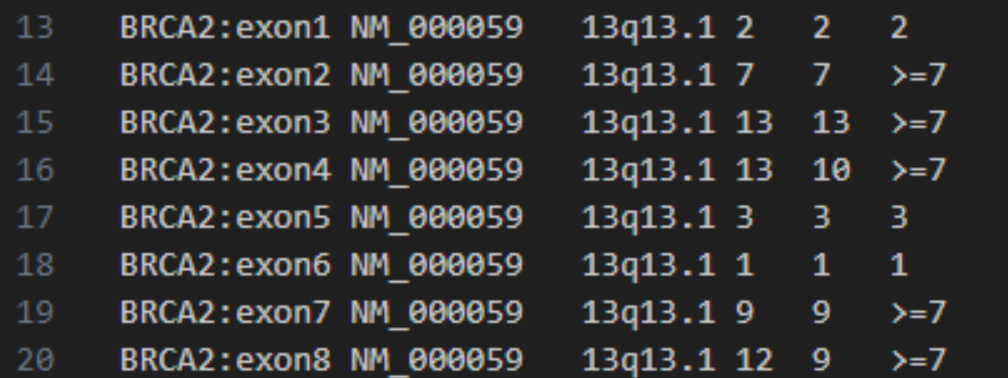 13 BRCA2:exon1 NM_000059 13q13.1 2 2 2
14 BRCA2:exon2 NM_000059 13q13.1 7 7 >=7
15 BRCA2:exon3 NM_000059 13q13.1 13 13 >=7
16 BRCA2:exon4 NM_000059 13q13.1 13 10 >=7
17 BRCA2:exon5 NM_000059 13q13.1 3 3 3
18 BRCA2:exon6 NM_000059 13q13.1 1 1 1
19 BRCA2:exon7 NM_000059 13q13.1 9 9 >=7
20 BRCA2:exon8 NM_000059 13q13.1 12 9 >=7